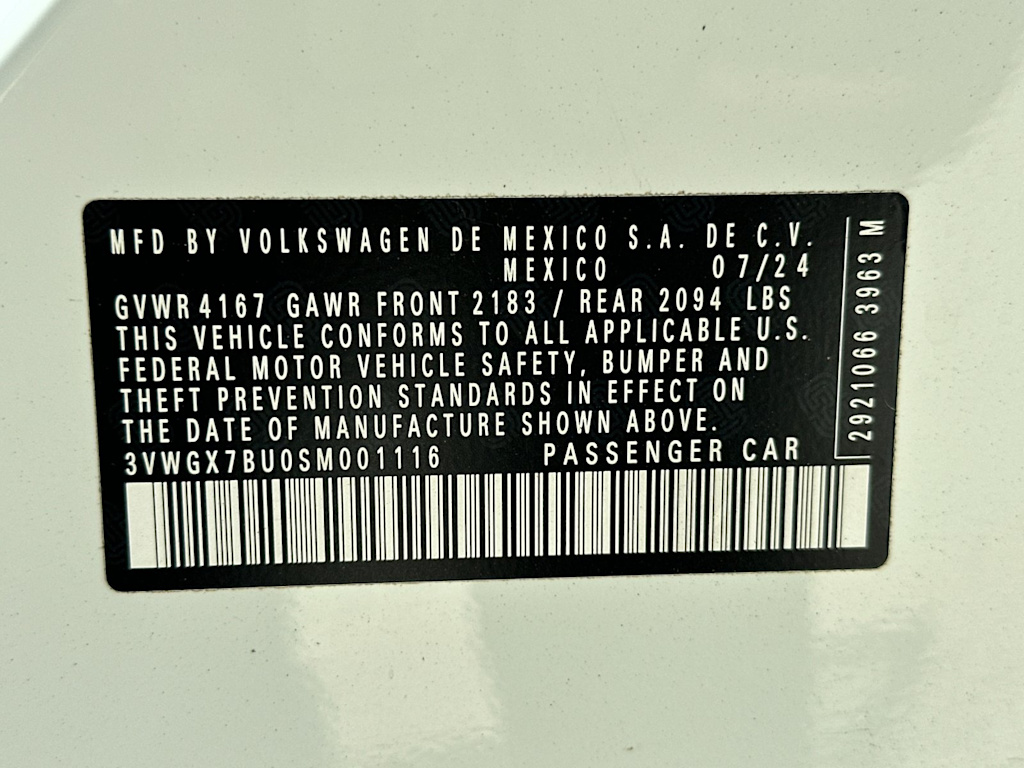 MFD BY VOLKSWAGEN DE MEXICO S.A. DE C.V.
MEXICO 07/24
GVWR 4167 GAWR FRONT 2183 / REAR 2094 LBS
THIS VEHICLE CONFORMS TO ALL APPLICABLE U.S.
FEDERAL MOTOR VEHICLE SAFETY, BUMPER AND
THEFT PREVENTION STANDARDS IN EFFECT ON
THE DATE OF MANUFACTURE SHOWN ABOVE.
3VWGX7BU0SM001116 PASSENGER CAR
2921066 3963 M